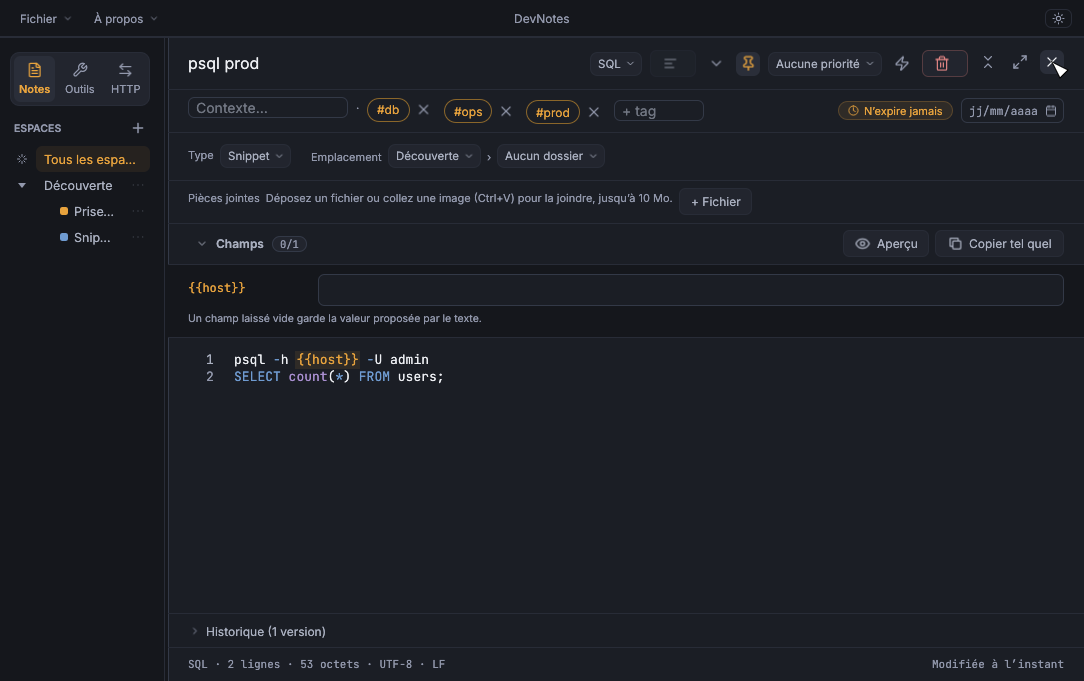 Fichier À propos DevNotes
psql prod SQL Aucune priorité
Notes Outils HTTP
Contexte... · #db #ops #prod + tag N'expire jamais jj/mm/aaaa
ESPACES
Tous les espa...
Découverte
Prise...
Snip...
Type Snippet Emplacement Découverte › Aucun dossier
Pièces jointes Déposez un fichier ou collez une image (Ctrl+V) pour la joindre, jusqu'à 10 Mo. + Fichier
Champs 0/1 Aperçu Copier tel quel
{{host}}
Un champ laissé vide garde la valeur proposée par le texte.
1 psql -h {{host}} -U admin
2 SELECT count(*) FROM users;
Historique (1 version)
SQL · 2 lignes · 53 octets · UTF-8 · LF Modifiée à l'instant